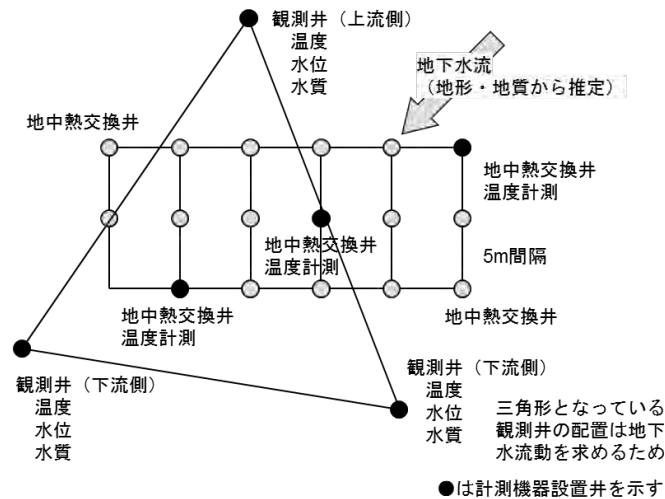 観測井（上流側）
温度
水位
水質
地下水流
（地形・地質から推定）
地中熱交換井
地中熱交換井
温度計測
地中熱交換井
温度計測
5m間隔
地中熱交換井
温度計測
地中熱交換井
観測井（下流側）
温度
水位
水質
観測井（下流側）
温度
水位
水質
三角形となっている
観測井の配置は地下
水流動を求めるため
●は計測機器設置井を示す